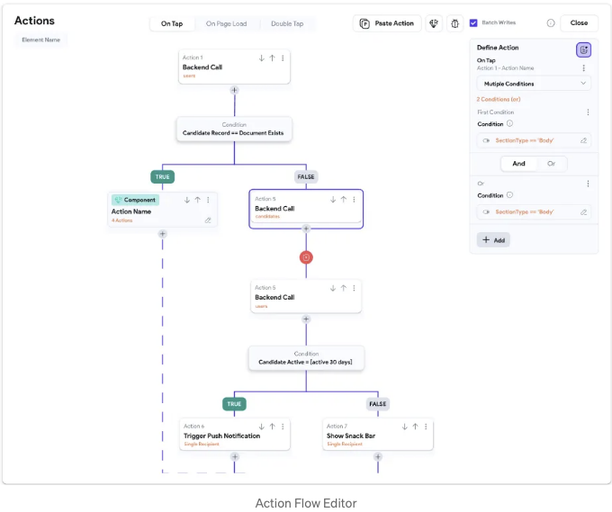 Actions
On Tap
On Page Load
Double Tap
Paste Action
Batch Writes
Close
Element Name
Action 1
Backend Call
users
Condition
Candidate Record == Document Exists
TRUE
FALSE
Component
Action Name
4 Actions
Action 5
Backend Call
candidates
Action 5
Backend Call
users
Condition
Candidate Active = [active 30 days]
TRUE
FALSE
Action 6
Trigger Push Notification
Single Recipient
Action 7
Show Snack Bar
Single Recipient
Define Action
On Tap
Action 1 - Action Name
Mutiple Conditions
2 Conditions (or)
First Condition
Condition
SectionType == 'Body'
And
Or
Or
Condition
SectionType == 'Body'
+ Add
Action Flow Editor